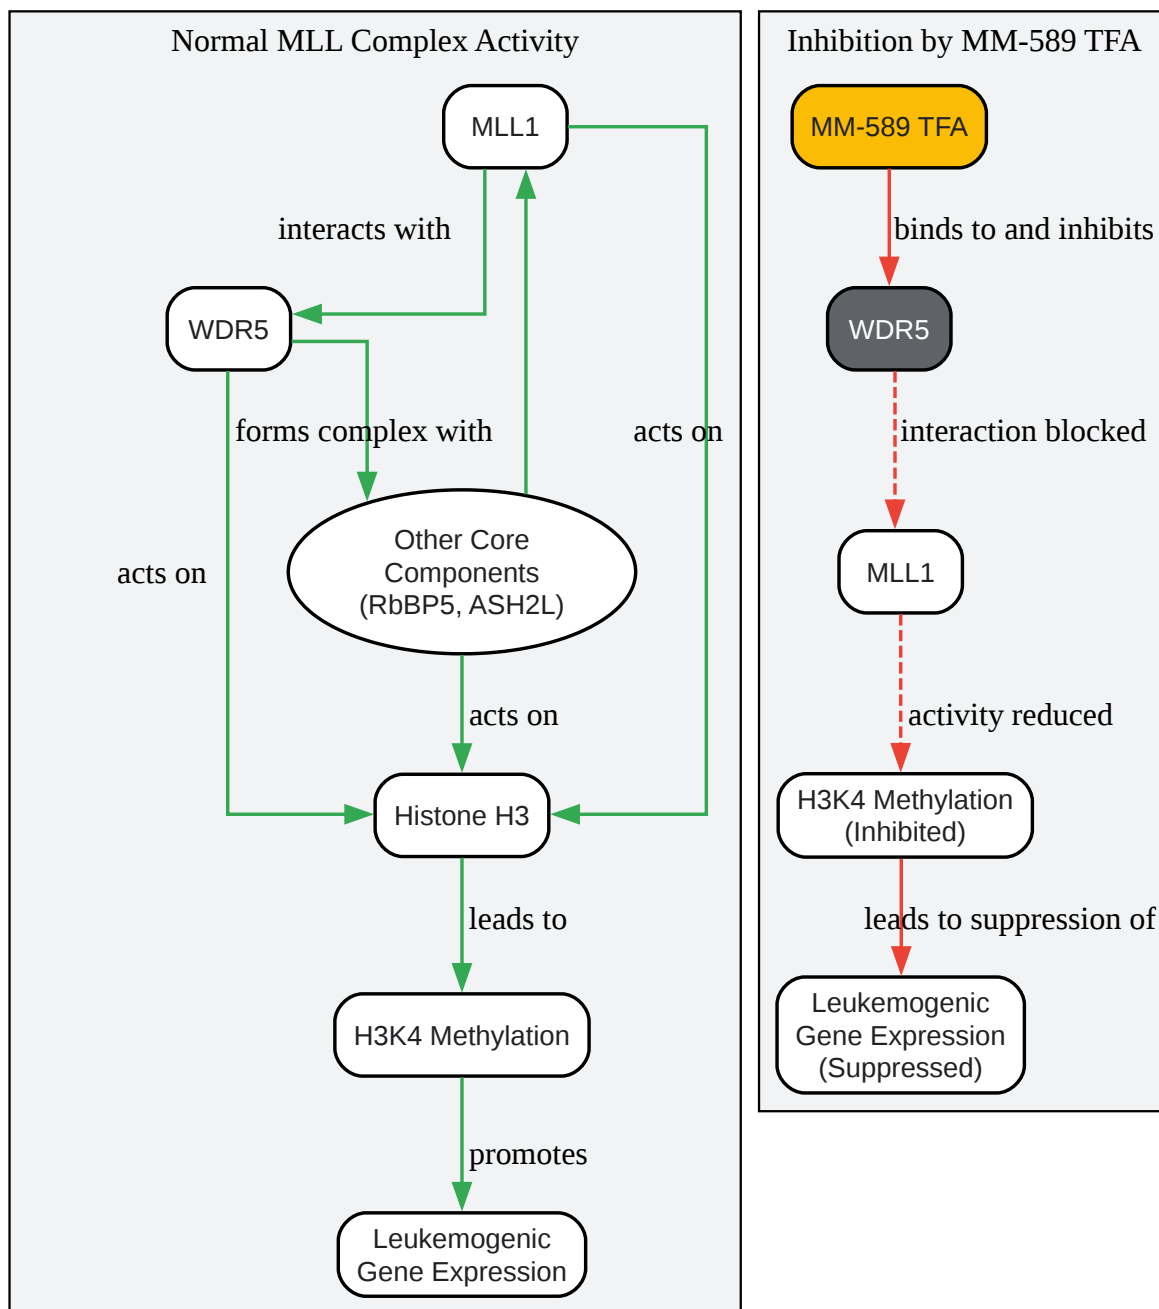 Normal MLL Complex Activity
MLL1
interacts with
WDR5
forms complex with
acts on
acts on
Other Core
Components
(RbBP5, ASH2L)
acts on
Histone H3
leads to
H3K4 Methylation
promotes
Leukemogenic
Gene Expression
Inhibition by MM-589 TFA
MM-589 TFA
binds to and inhibits
WDR5
interaction blocked
MLL1
activity reduced
H3K4 Methylation
(Inhibited)
leads to suppression of
Leukemogenic
Gene Expression
(Suppressed)